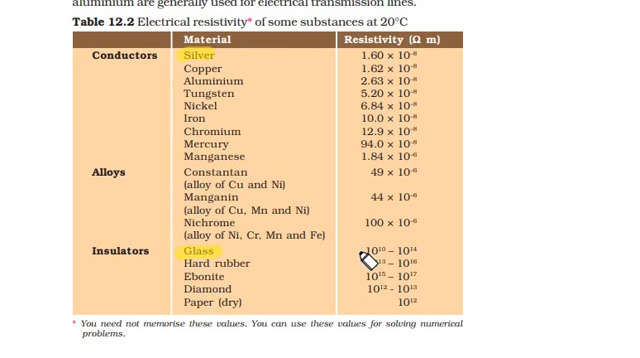 aluminium are generally used for electrical transmission lines.
Table 12.2 Electrical resistivity* of some substances at 20°C
Material Resistivity (Ω m)
Conductors Silver 1.60 × 10⁻⁸
Copper 1.62 × 10⁻⁸
Aluminium 2.63 × 10⁻⁸
Tungsten 5.20 × 10⁻⁸
Nickel 6.84 × 10⁻⁸
Iron 10.0 × 10⁻⁸
Chromium 12.9 × 10⁻⁸
Mercury 94.0 × 10⁻⁸
Manganese 1.84 × 10⁻⁶
Alloys Constantan 49 × 10⁻⁶
(alloy of Cu and Ni)
Manganin 44 × 10⁻⁶
(alloy of Cu, Mn and Ni)
Nichrome 100 × 10⁻⁶
(alloy of Ni, Cr, Mn and Fe)
Insulators Glass 10¹⁰ – 10¹⁴
Hard rubber – 10¹⁶
Ebonite 10¹⁵ – 10¹⁷
Diamond 10¹² - 10¹³
Paper (dry) 10¹²
* You need not memorise these values. You can use these values for solving numerical
problems.